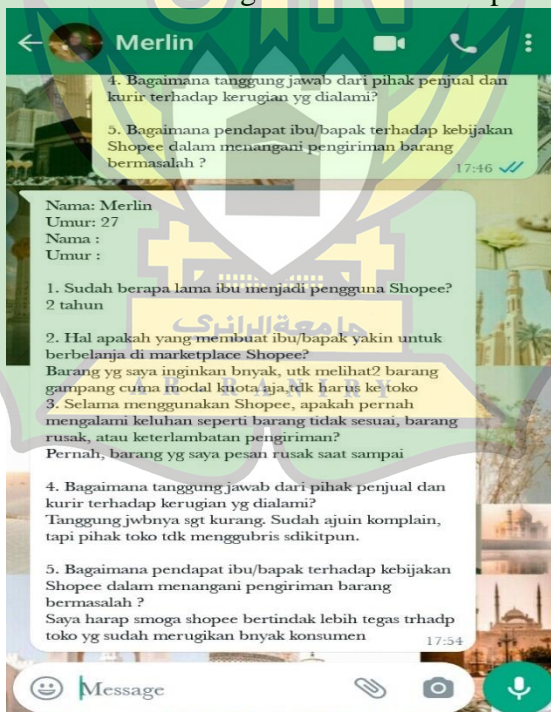 Merlin
4. Bagaimana tanggung jawab dari pihak penjual dan
kurir terhadap kerugian yg dialami?
5. Bagaimana pendapat ibu/bapak terhadap kebijakan
Shopee dalam menangani pengiriman barang
bermasalah ?
17:46
Nama: Merlin
Umur: 27
Nama :
Umur :
1. Sudah berapa lama ibu menjadi pengguna Shopee?
2 tahun
2. Hal apakah yang membuat ibu/bapak yakin untuk
berbelanja di marketplace Shopee?
Barang yg saya inginkan bnyak, utk melihat2 barang
gampang cuma modal kuota aja,tdk harus ke toko
3. Selama menggunakan Shopee, apakah pernah
mengalami keluhan seperti barang tidak sesuai, barang
rusak, atau keterlambatan pengiriman?
Pernah, barang yg saya pesan rusak saat sampai
4. Bagaimana tanggung jawab dari pihak penjual dan
kurir terhadap kerugian yg dialami?
Tanggung jwbnya sgt kurang. Sudah ajuin komplain,
tapi pihak toko tdk menggubris sdikitpun.
5. Bagaimana pendapat ibu/bapak terhadap kebijakan
Shopee dalam menangani pengiriman barang
bermasalah ?
Saya harap smoga shopee bertindak lebih tegas trhadp
toko yg sudah merugikan bnyak konsumen
17:54
Message
جامعة الرانري
AR-RANIRY